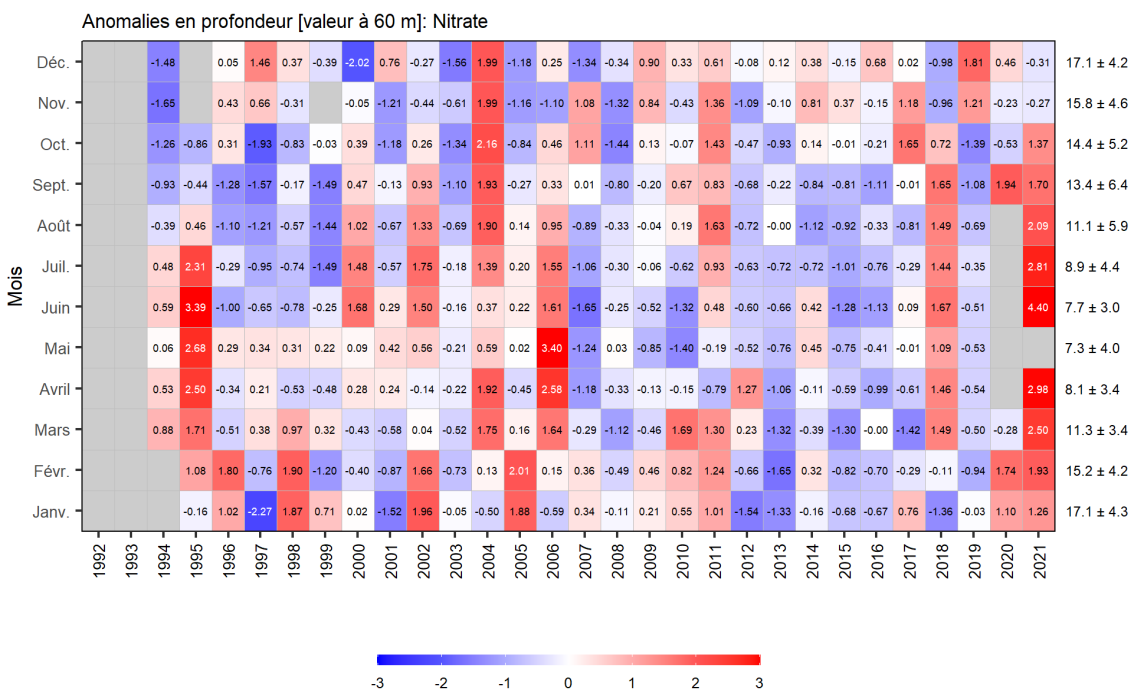 Anomalies en profondeur [valeur à 60 m]: Nitrate
Mois
Déc. -1.48 0.05 1.46 0.37 -0.39 -2.02 0.76 -0.27 -1.56 1.99 -1.18 0.25 -1.34 -0.34 0.90 0.33 0.61 -0.08 0.12 0.38 -0.15 0.68 0.02 -0.98 1.81 0.46 -0.31 17.1 ± 4.2
Nov. -1.65 0.43 0.66 -0.31 -0.05 -1.21 -0.44 -0.61 1.99 -1.16 -1.10 1.08 -1.32 0.84 -0.43 1.36 -1.09 -0.10 0.81 0.37 -0.15 1.18 -0.96 1.21 -0.23 -0.27 15.8 ± 4.6
Oct. -1.26 -0.86 0.31 -1.93 -0.83 -0.03 0.39 -1.18 0.26 -1.34 2.16 -0.84 0.46 1.11 -1.44 0.13 -0.07 1.43 -0.47 -0.93 0.14 -0.01 -0.21 1.65 0.72 -1.39 -0.53 1.37 14.4 ± 5.2
Sept. -0.93 -0.44 -1.28 -1.57 -0.17 -1.49 0.47 -0.13 0.93 -1.10 1.93 -0.27 0.33 0.01 -0.80 -0.20 0.67 0.83 -0.68 -0.22 -0.84 -0.81 -1.11 -0.01 1.65 -1.08 1.94 1.70 13.4 ± 6.4
Août -0.39 0.46 -1.10 -1.21 -0.57 -1.44 1.02 -0.67 1.33 -0.69 1.90 0.14 0.95 -0.89 -0.33 -0.04 0.19 1.63 -0.72 -0.00 -1.12 -0.92 -0.33 -0.81 1.49 -0.69 2.09 11.1 ± 5.9
Juil. 0.48 2.31 -0.29 -0.95 -0.74 -1.49 1.48 -0.57 1.75 -0.18 1.39 0.20 1.55 -1.06 -0.30 -0.06 -0.62 0.93 -0.63 -0.72 -0.72 -1.01 -0.76 -0.29 1.44 -0.35 2.81 8.9 ± 4.4
Juin 0.59 3.39 -1.00 -0.65 -0.78 -0.25 1.68 0.29 1.50 -0.16 0.37 0.22 1.61 -1.65 -0.25 -0.52 -1.32 0.48 -0.60 -0.66 0.42 -1.28 -1.13 0.09 1.67 -0.51 4.40 7.7 ± 3.0
Mai 0.06 2.68 0.29 0.34 0.31 0.22 0.09 0.42 0.56 -0.21 0.59 0.02 3.40 -1.24 0.03 -0.85 -1.40 -0.19 -0.52 -0.76 0.45 -0.75 -0.41 -0.01 1.09 -0.53 7.3 ± 4.0
Avril 0.53 2.50 -0.34 0.21 -0.53 -0.48 0.28 0.24 -0.14 -0.22 1.92 -0.45 2.58 -1.18 -0.33 -0.13 -0.15 -0.79 1.27 -1.06 -0.11 -0.59 -0.99 -0.61 1.46 -0.54 2.98 8.1 ± 3.4
Mars 0.88 1.71 -0.51 0.38 0.97 0.32 -0.43 -0.58 0.04 -0.52 1.75 0.16 1.64 -0.29 -1.12 -0.46 1.69 1.30 0.23 -1.32 -0.39 -1.30 -0.00 -1.42 1.49 -0.50 -0.28 2.50 11.3 ± 3.4
Févr. 1.08 1.80 -0.76 1.90 -1.20 -0.40 -0.87 1.66 -0.73 0.13 2.01 0.15 0.36 -0.49 0.46 0.82 1.24 -0.66 -1.65 0.32 -0.82 -0.70 -0.29 -0.11 -0.94 1.74 1.93 15.2 ± 4.2
Janv. -0.16 1.02 -2.27 1.87 0.71 0.02 -1.52 1.96 -0.05 -0.50 1.88 -0.59 0.34 -0.11 0.21 0.55 1.01 -1.54 -1.33 -0.16 -0.68 -0.67 0.76 -1.36 -0.03 1.10 1.26 17.1 ± 4.3
1992 1993 1994 1995 1996 1997 1998 1999 2000 2001 2002 2003 2004 2005 2006 2007 2008 2009 2010 2011 2012 2013 2014 2015 2016 2017 2018 2019 2020 2021
-3 -2 -1 0 1 2 3